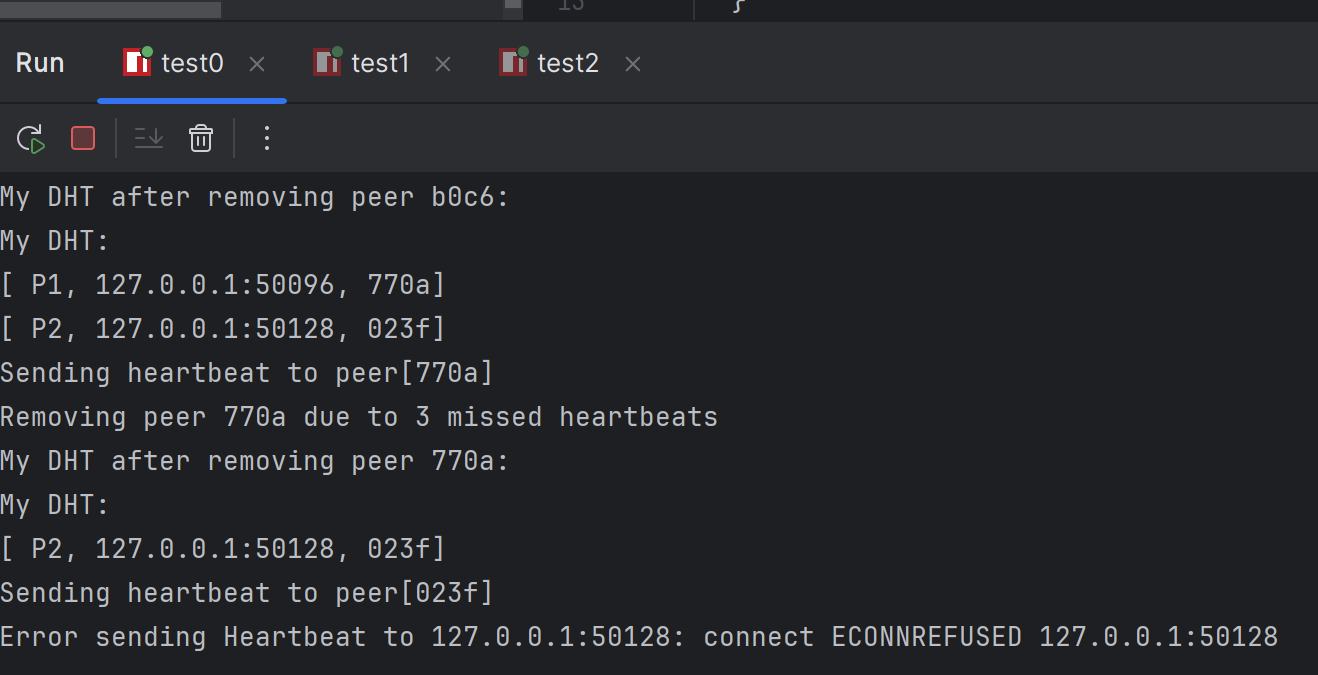 Run test0 test1 test2
My DHT after removing peer b0c6:
My DHT:
[ P1, 127.0.0.1:50096, 770a]
[ P2, 127.0.0.1:50128, 023f]
Sending heartbeat to peer[770a]
Removing peer 770a due to 3 missed heartbeats
My DHT after removing peer 770a:
My DHT:
[ P2, 127.0.0.1:50128, 023f]
Sending heartbeat to peer[023f]
Error sending Heartbeat to 127.0.0.1:50128: connect ECONNREFUSED 127.0.0.1:50128